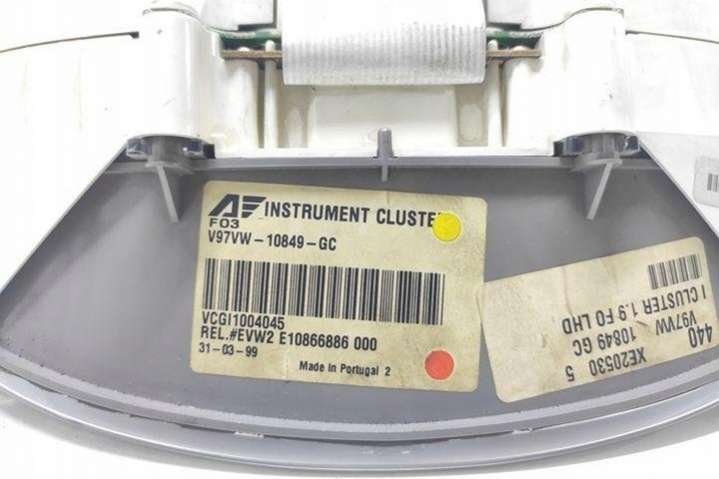 AF INSTRUMENT CLUSTER
F03
V97VW-10849-GC
VCGI1004045
REL.#EVW2 E10866886 000
31-03-99
Made in Portugal 2
440 XE20530 5
V97VW 10849 GC
I CLUSTER 1.9 FO LHD